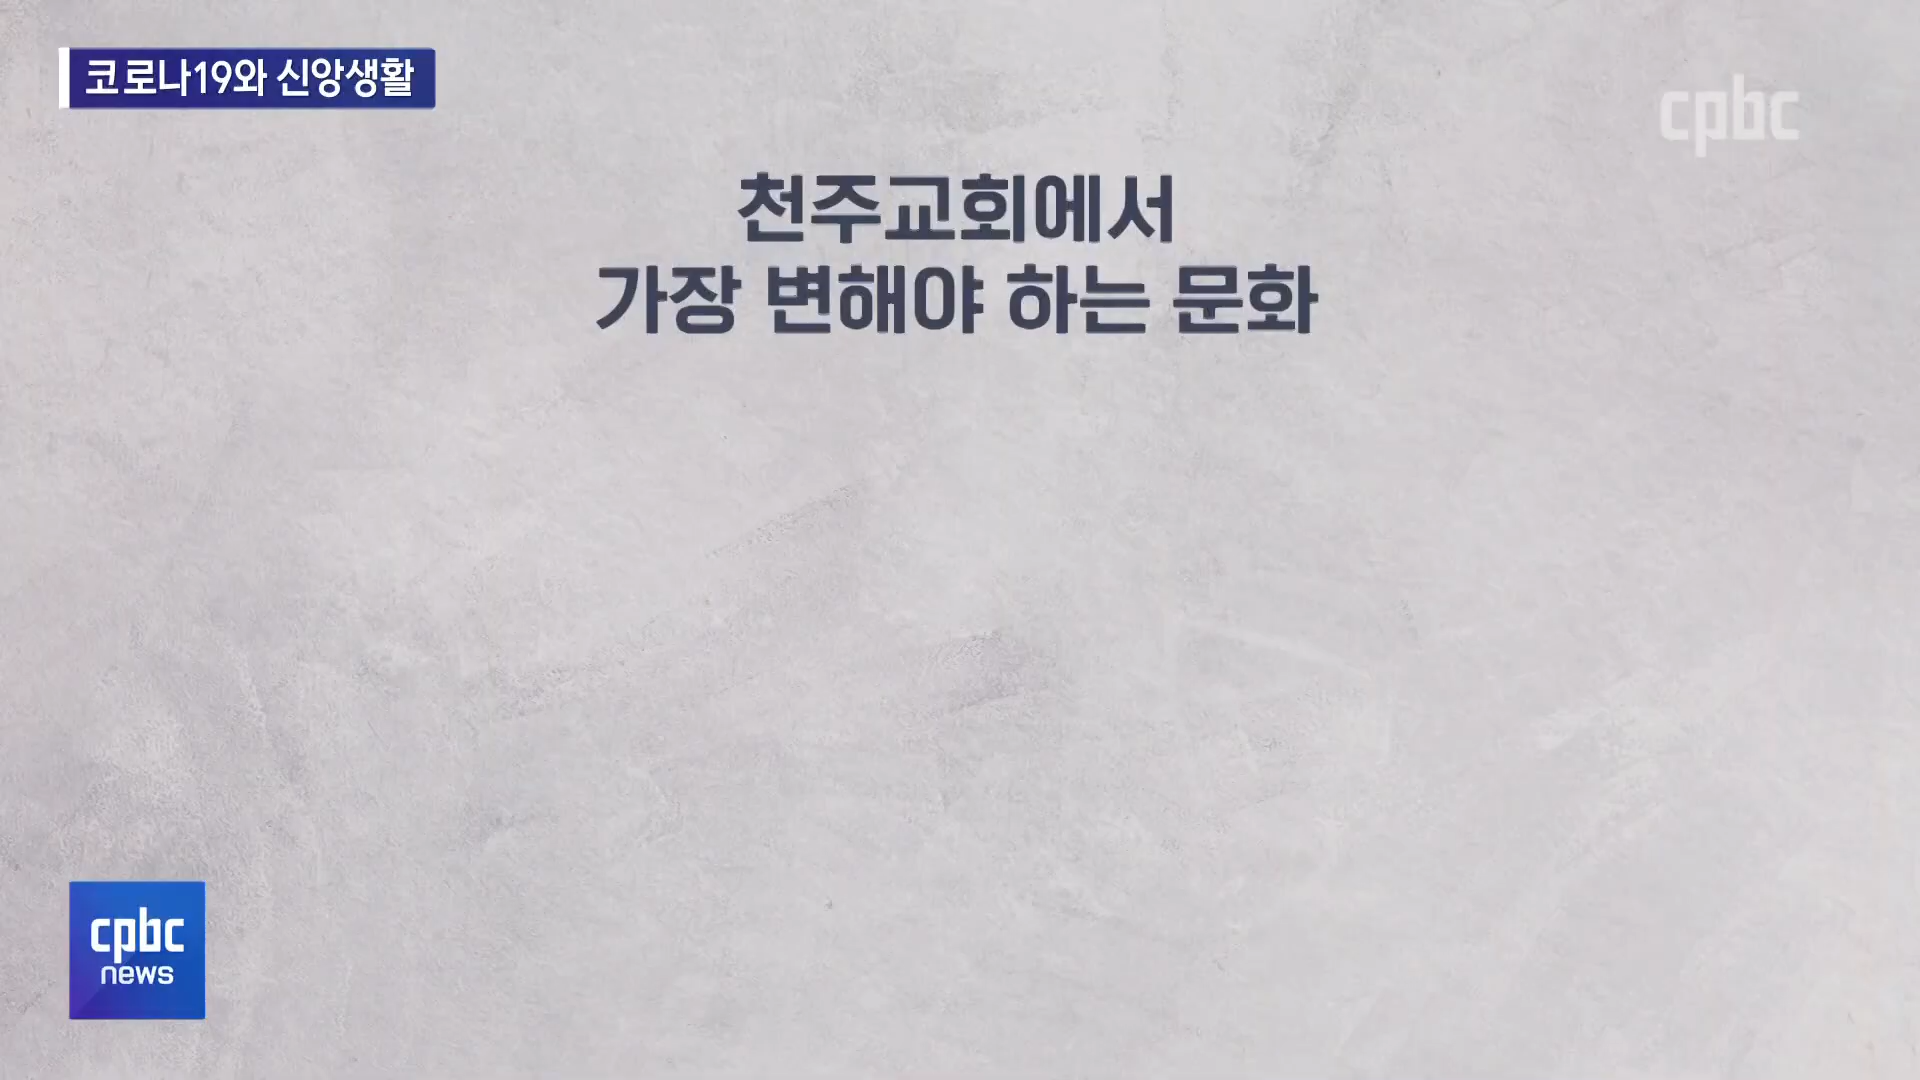 코로나19와 신앙생활
cpbc
천주교회에서
가장 변해야 하는 문화
cpbc
news